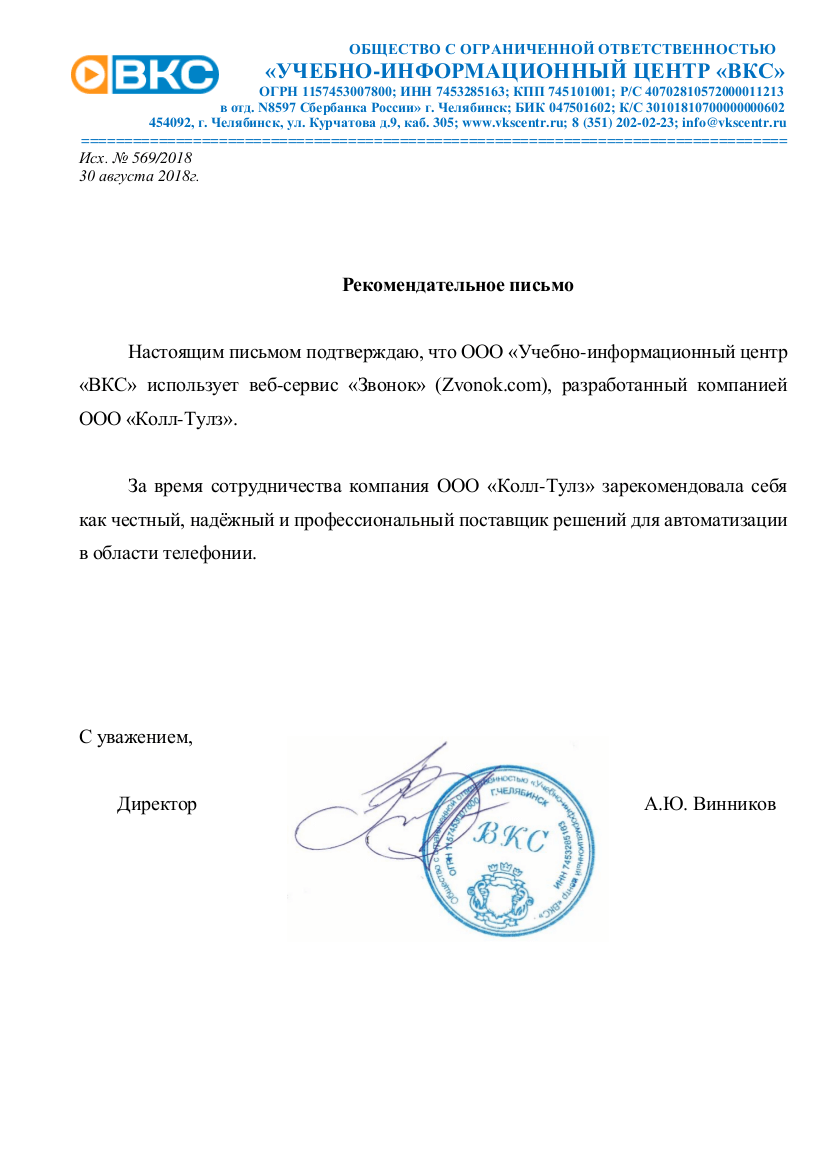 ВКС
ОБЩЕСТВО С ОГРАНИЧЕННОЙ ОТВЕТСТВЕННОСТЬЮ
«УЧЕБНО-ИНФОРМАЦИОННЫЙ ЦЕНТР «ВКС»
ОГРН 1157453007800; ИНН 7453285163; КПП 745101001; Р/С 40702810572000011213
в отд. N8597 Сбербанка России» г. Челябинск; БИК 047501602; К/С 30101810700000000602
454092, г. Челябинск, ул. Курчатова д.9, каб. 305; www.vkscentr.ru; 8 (351) 202-02-23; info@vkscentr.ru
Исх. № 569/2018
30 августа 2018г.
Рекомендательное письмо
Настоящим письмом подтверждаю, что ООО «Учебно-информационный центр
«ВКС» использует веб-сервис «Звонок» (Zvonok.com), разработанный компанией
ООО «Колл-Тулз».
За время сотрудничества компания ООО «Колл-Тулз» зарекомендовала себя
как честный, надёжный и профессиональный поставщик решений для автоматизации
в области телефонии.
С уважением,
Директор
А.Ю. Винников
Общество с ограниченной ответственностью «Учебно-информационный центр «ВКС»
Г.ЧЕЛЯБИНСК
ОГРН 1157453007800
ИНН 7453285163
ВКС